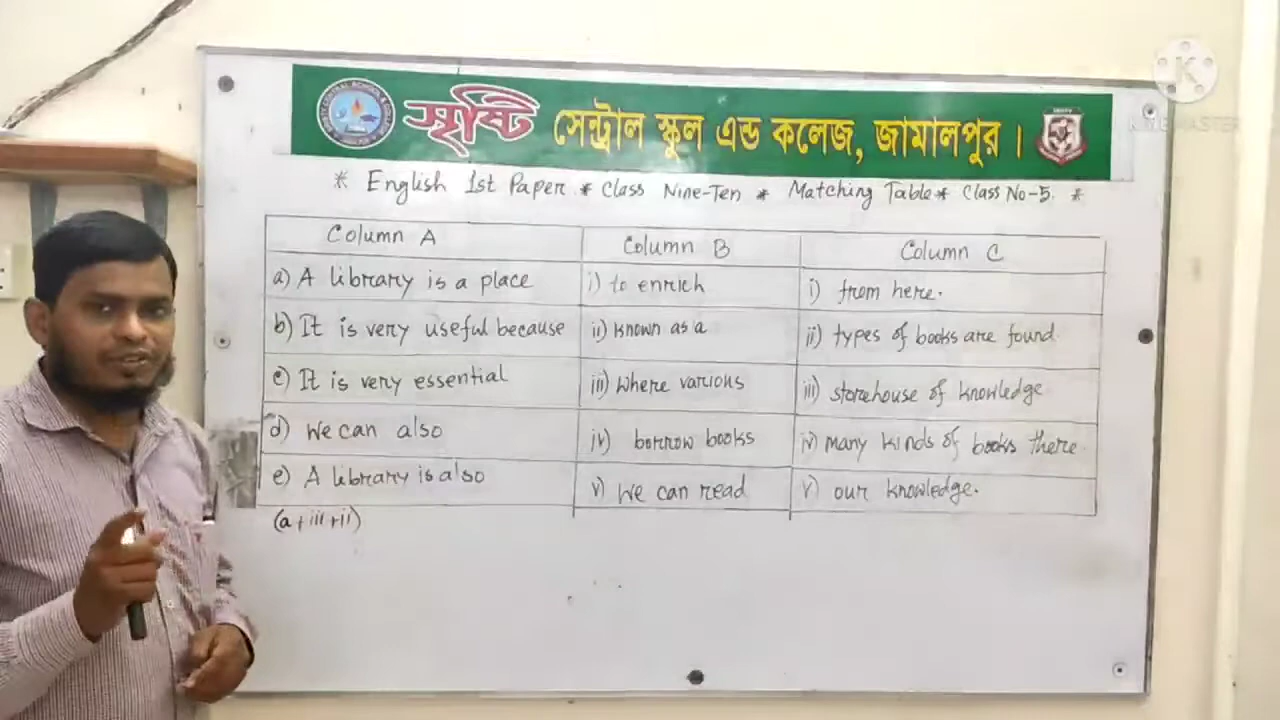 সৃষ্টি সেন্ট্রাল স্কুল এন্ড কলেজ, জামালপুর।
* English 1st Paper * Class Nine-Ten * Matching Table * Class No-5. *
Column A Column B Column C
a) A library is a place i) to enrich i) from here.
b) It is very useful because ii) known as a ii) types of books are found.
c) It is very essential iii) where various iii) storehouse of knowledge
d) We can also iv) borrow books iv) many kinds of books there.
e) A library is also v) we can read v) our knowledge.
(a+iii+ii)
K
KINEMASTER